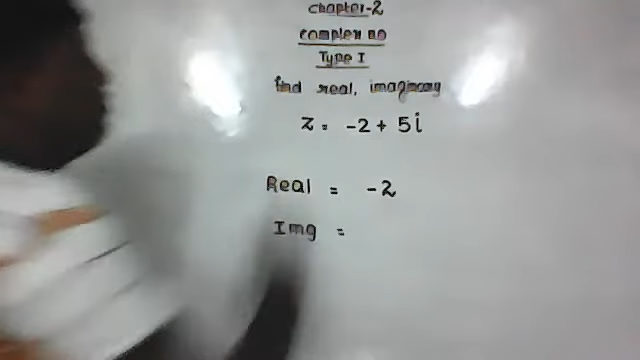 chapter-2
complex no
Type I
find real, imaginary
Z = -2 + 5i
Real = -2
Img =